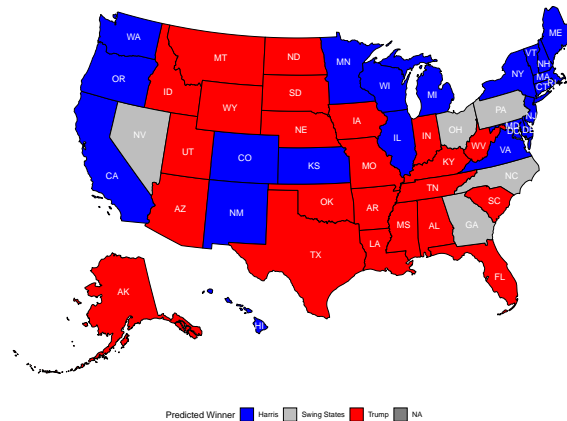 WA
ME
MT
ND
VT
MN
NH
OR
ID
SD
WI
NY
MA
MI
CT RI
WY
IA
PA
NJ
NE
NV
OH
IL
IN
MD
DE
DC
UT
CO
WV
VA
KS
MO
KY
CA
NC
TN
OK
AR
SC
AZ
NM
MS
AL
GA
LA
TX
FL
AK
HI
Predicted Winner Harris Swing States Trump NA